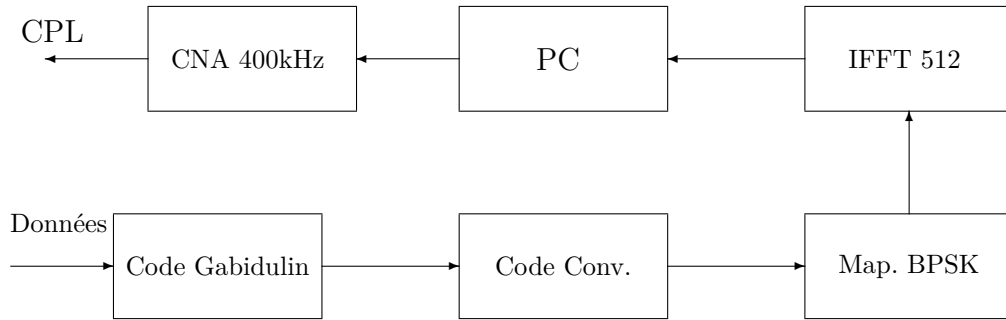 CPL
CNA 400kHz
PC
IFFT 512
Données
Code Gabidulin
Code Conv.
Map. BPSK